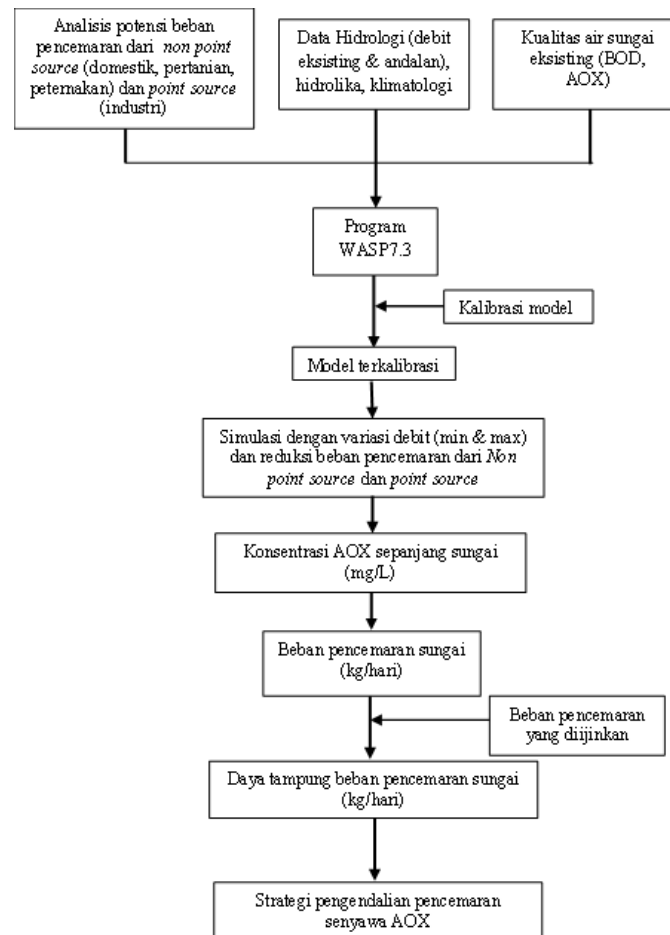 Analisis potensi beban
pencemaran dari non point
source (domestik, pertanian,
peternakan) dan point source
(industri)
Data Hidrologi (debit
eksisting & andalan),
hidrolika, klimatologi
Kualitas air sungai
eksisting (BOD,
AOX)
Program
WASP7.3
Kalibrasi model
Model terkalibrasi
Simulasi dengan variasi debit (min & max)
dan reduksi beban pencemaran dari Non
point source dan point source
Konsentrasi AOX sepanjang sungai
(mg/L)
Beban pencemaran sungai
(kg/hari)
Beban pencemaran
yang diijinkan
Daya tampung beban pencemaran sungai
(kg/hari)
Strategi pengendalian pencemaran
senyawa AOX